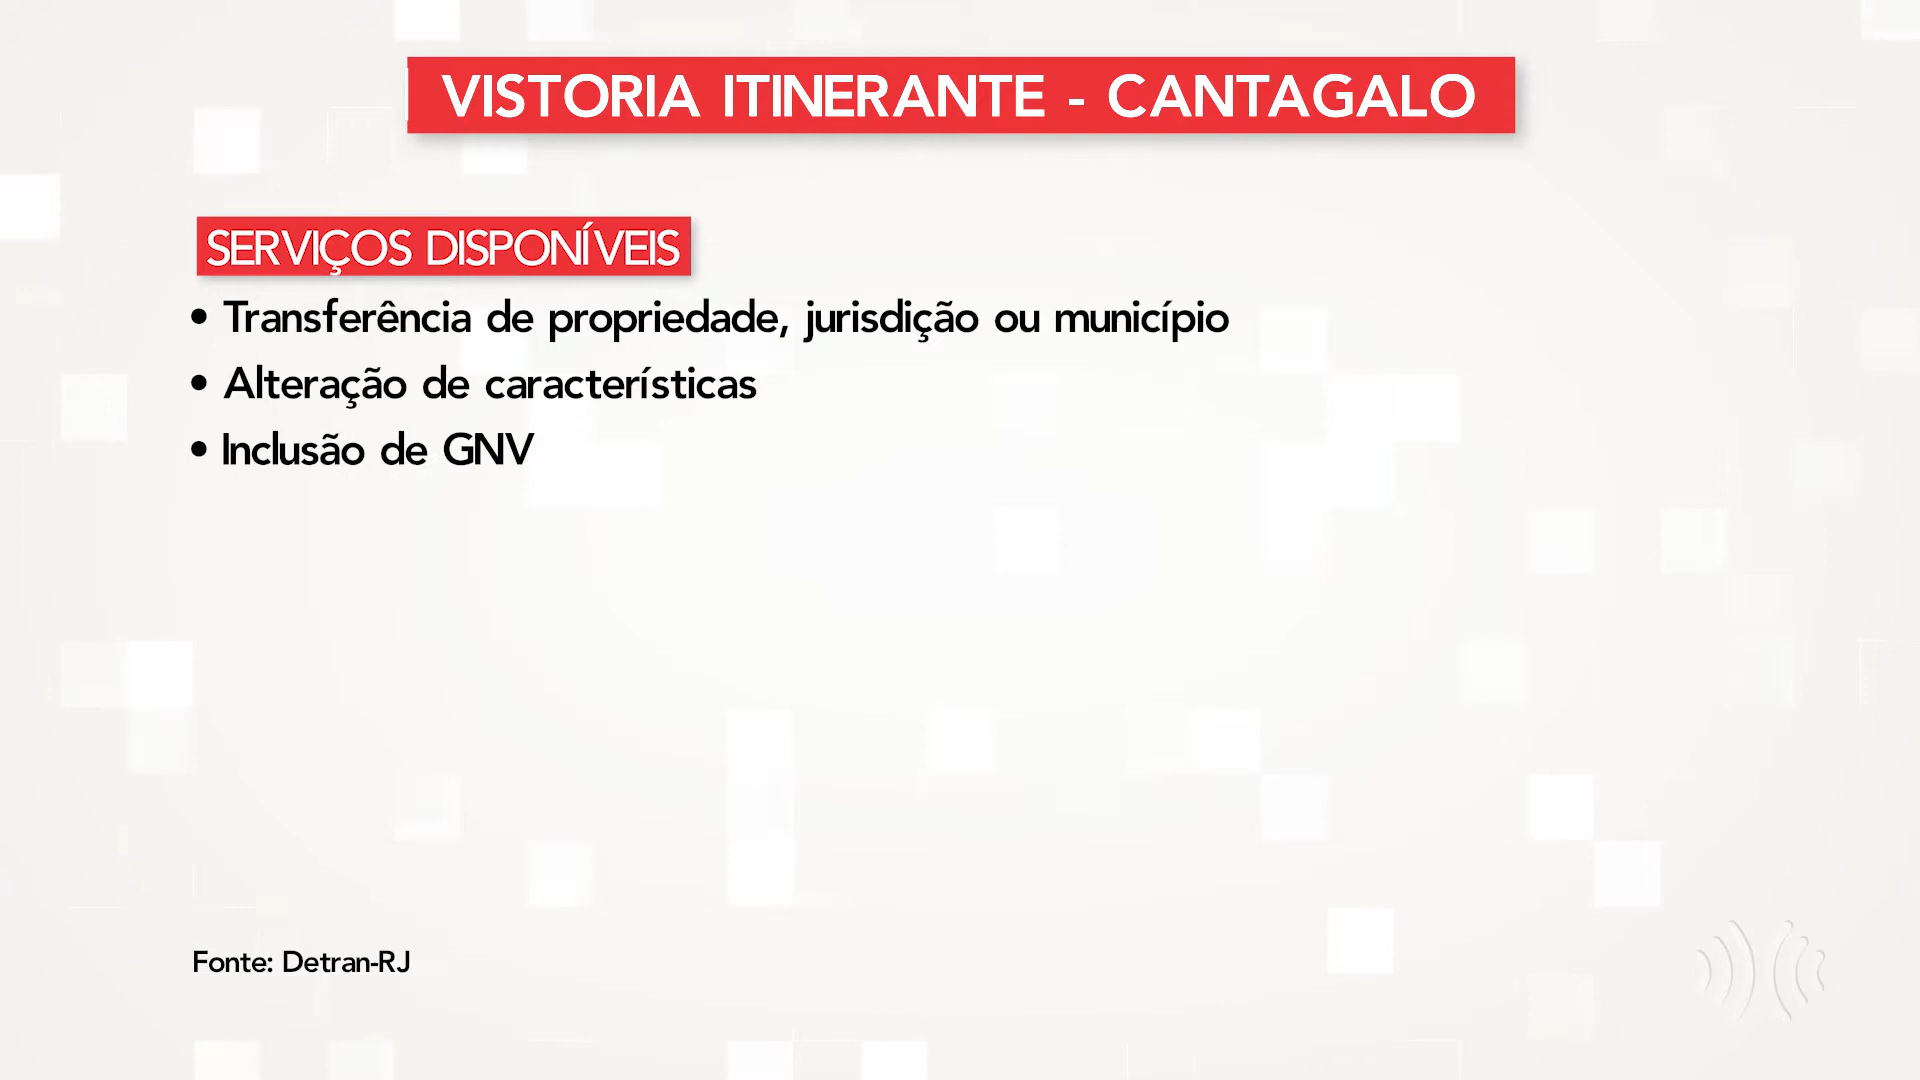 VISTORIA ITINERANTE - CANTAGALO
SERVIÇOS DISPONÍVEIS
• Transferência de propriedade, jurisdição ou município
• Alteração de características
• Inclusão de GNV
Fonte: Detran-RJ